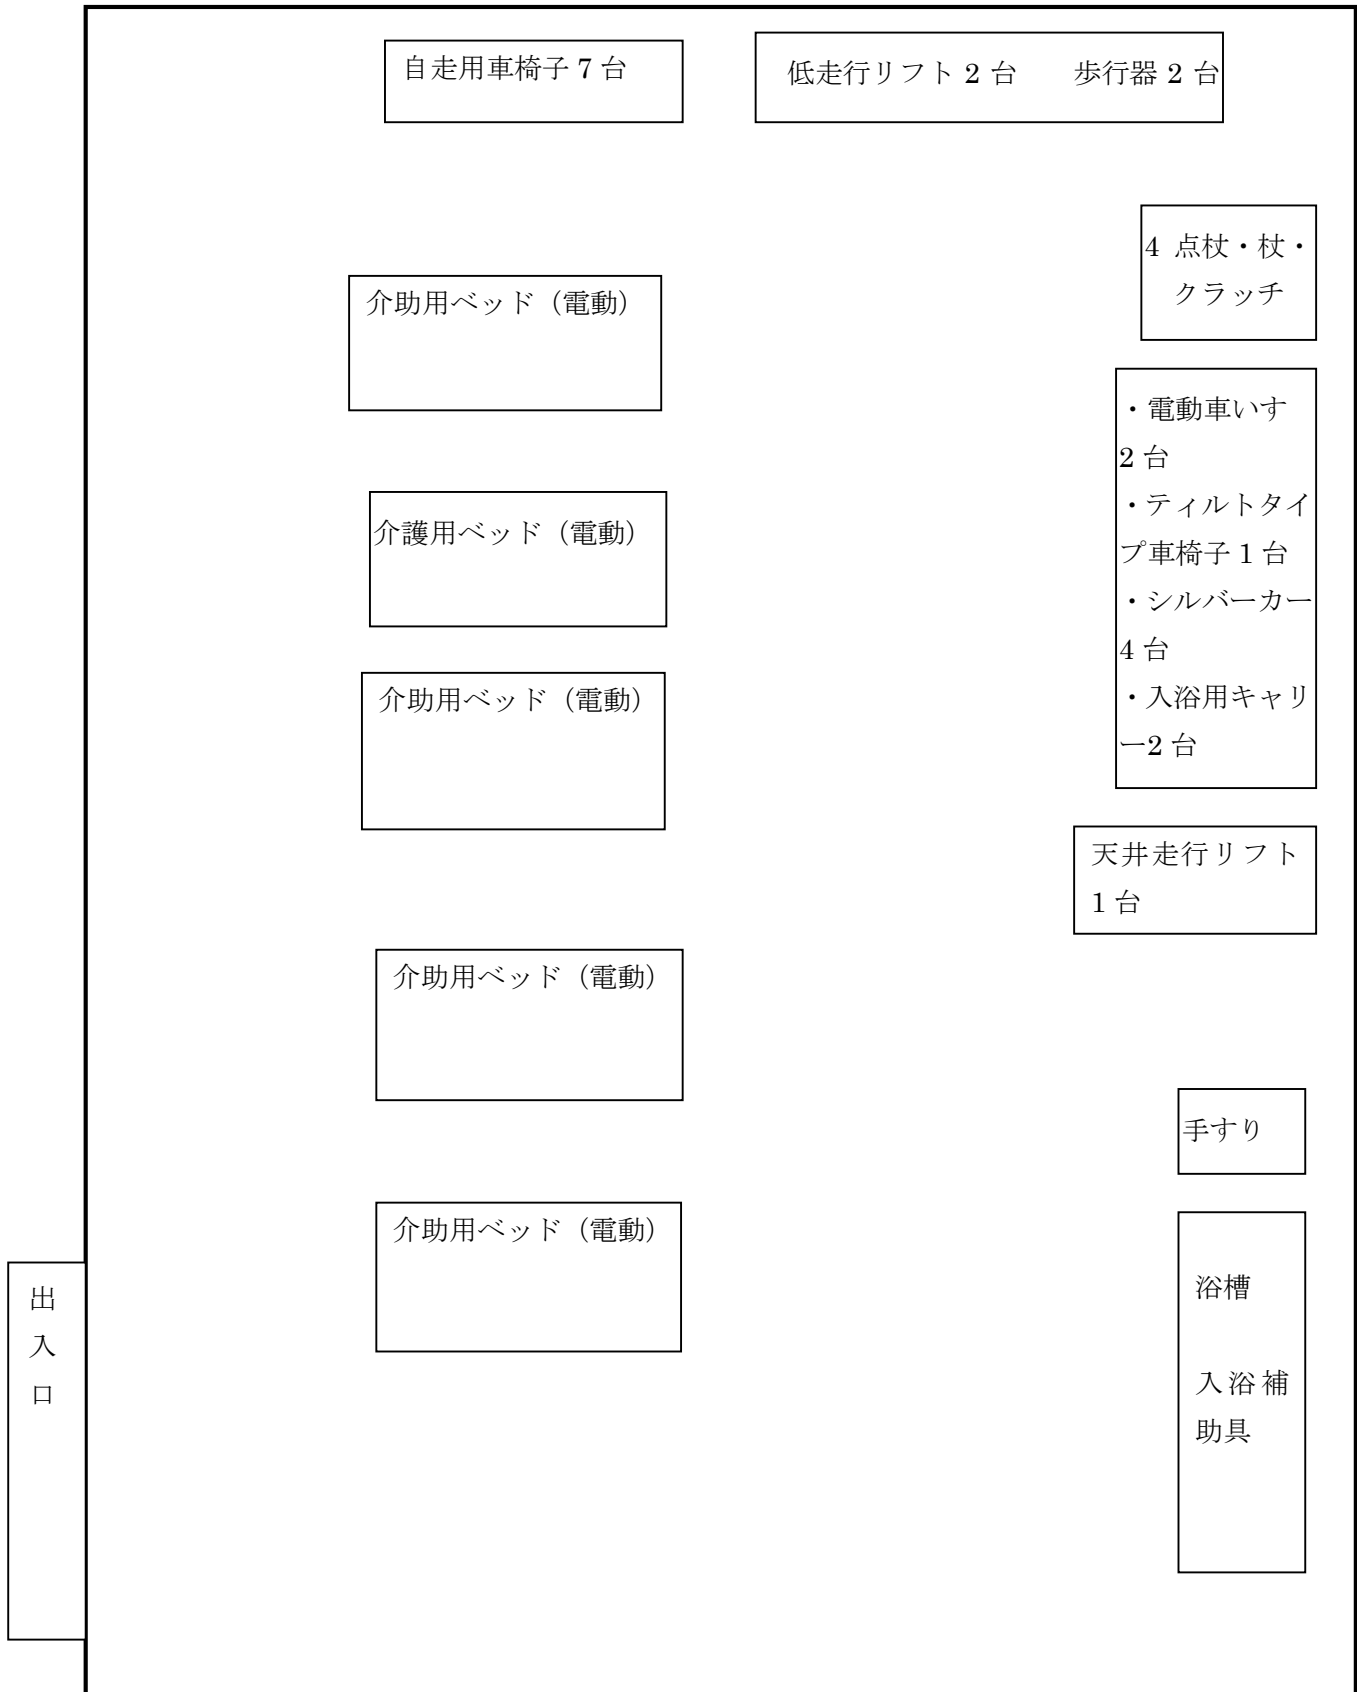 自走用車椅子 7 台
低走行リフト 2 台　　歩行器 2 台
4 点杖・杖・
クラッチ
介助用ベッド（電動）
・電動車いす
2 台
・ティルトタイ
プ車椅子 1 台
・シルバーカー
4 台
・入浴用キャリ
ー2 台
介護用ベッド（電動）
介助用ベッド（電動）
天井走行リフト
1 台
介助用ベッド（電動）
手すり
介助用ベッド（電動）
出
入
口
浴槽
入浴補
助具